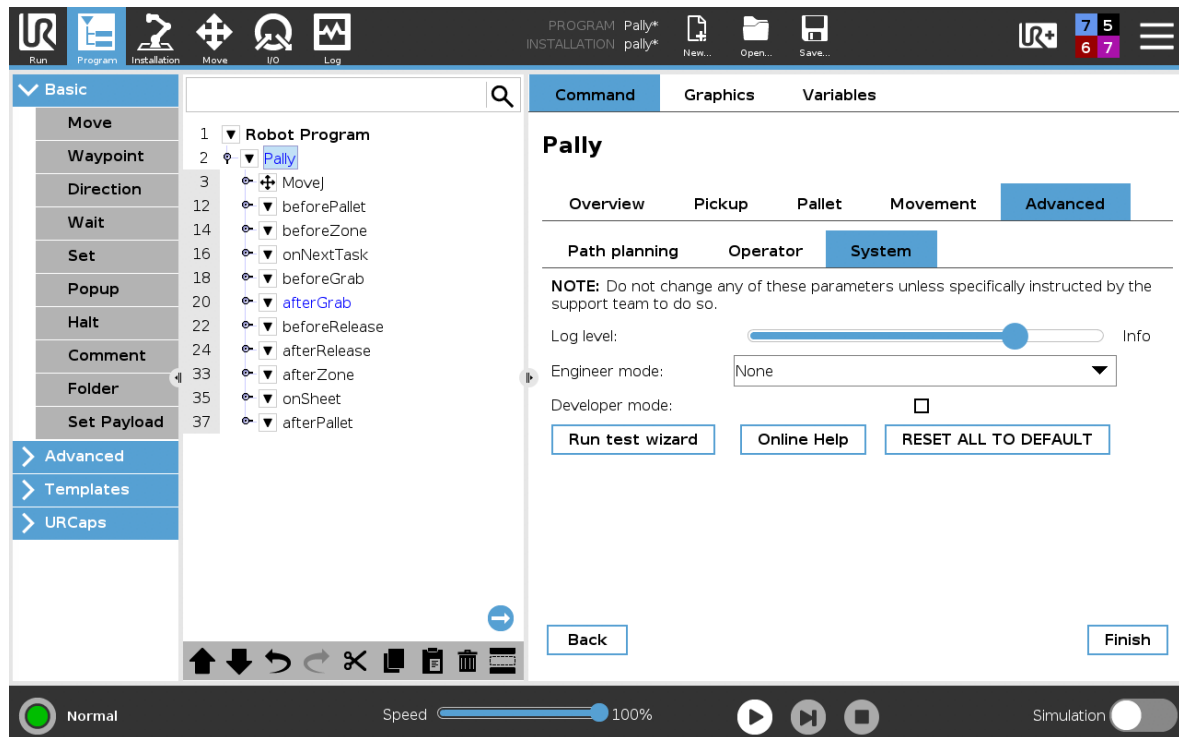 PROGRAM Pally*
INSTALLATION pally*
UR
Run
Program
Installation
Move
I/O
Log
New...
Open...
Save...
UR+
7 5
6 7
Basic
Move
Waypoint
Direction
Wait
Set
Popup
Halt
Comment
Folder
Set Payload
Advanced
Templates
URCaps
1 Robot Program
2 Pally
3 MoveJ
12 beforePallet
14 beforeZone
16 onNextTask
18 beforeGrab
20 afterGrab
22 beforeRelease
24 afterRelease
33 afterZone
35 onSheet
37 afterPallet
Command Graphics Variables
Pally
Overview Pickup Pallet Movement Advanced
Path planning Operator System
NOTE: Do not change any of these parameters unless specifically instructed by the
support team to do so.
Log level: Info
Engineer mode: None
Developer mode:
Run test wizard Online Help RESET ALL TO DEFAULT
Back Finish
Normal Speed 100% Simulation